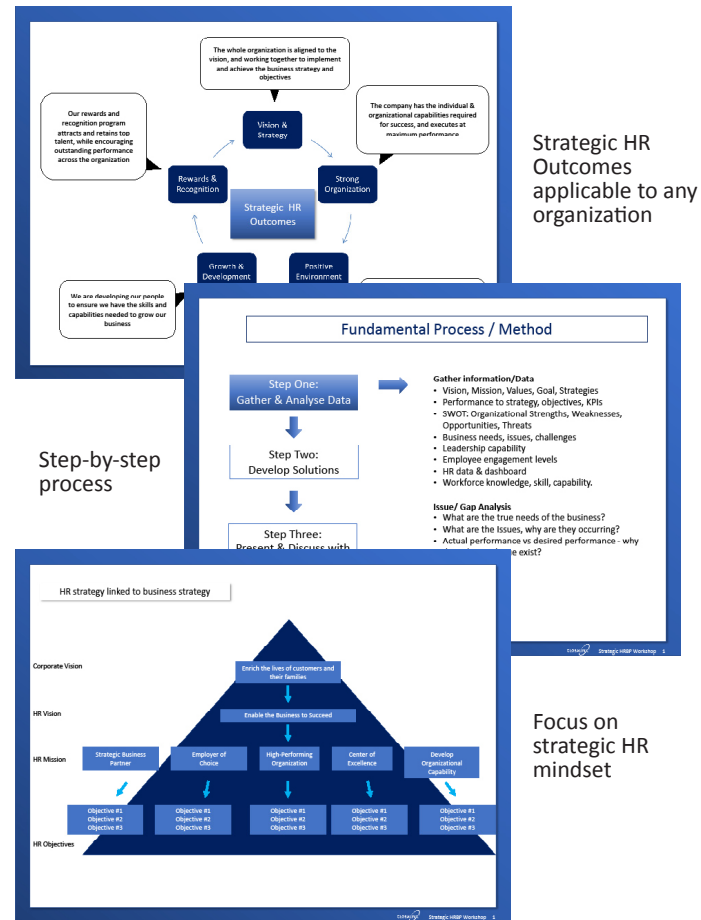 The whole organization is aligned to the
vision, and working together to implement
and achieve the business strategy and
objectives
Our rewards and
recognition program
attracts and retains top
talent, while encouraging
outstanding performance
across the organization
The company has the individual &
organizational capabilities required
for success, and executes at
maximum performance
Vision &
Strategy
Rewards &
Recognition
Strong
Organization
Strategic HR
Outcomes
Growth &
Development
Positive
Environment
We are developing our people
to ensure we have the skills and
capabilities needed to grow our
business
Strategic HR
Outcomes
applicable to any
organization
Fundamental Process / Method
Step One:
Gather & Analyse Data
Step Two:
Develop Solutions
Step Three:
Present & Discuss with
Gather information/Data
• Vision, Mission, Values, Goal, Strategies
• Performance to strategy, objectives, KPIs
• SWOT: Organizational Strengths, Weaknesses,
Opportunities, Threats
• Business needs, issues, challenges
• Leadership capability
• Employee engagement levels
• HR data & dashboard
• Workforce knowledge, skill, capability.
Issue/ Gap Analysis
• What are the true needs of the business?
• What are the Issues, why are they occurring?
• Actual performance vs desired performance - why
exist?
Strategic HRBP Workshop 1
Step-by-step
process
HR strategy linked to business strategy
Corporate Vision
Enrich the lives of customers and
their families
HR Vision
Enable the Business to Succeed
HR Mission
Strategic Business
Partner
Employer of
Choice
High-Performing
Organization
Center of
Excellence
Develop
Organizational
Capability
Objective #1
Objective #2
Objective #3
Objective #1
Objective #2
Objective #3
Objective #1
Objective #2
Objective #3
Objective #1
Objective #2
Objective #3
Objective #1
Objective #2
Objective #3
HR Objectives
Strategic HRBP Workshop 1
Focus on
strategic HR
mindset